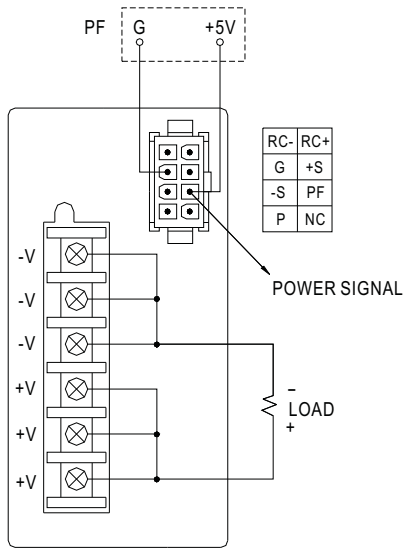 PF G +5V
RC- RC+
G +S
-S PF
P NC
POWER SIGNAL
-V
-V
-V
+V
+V
+V
–
LOAD
+